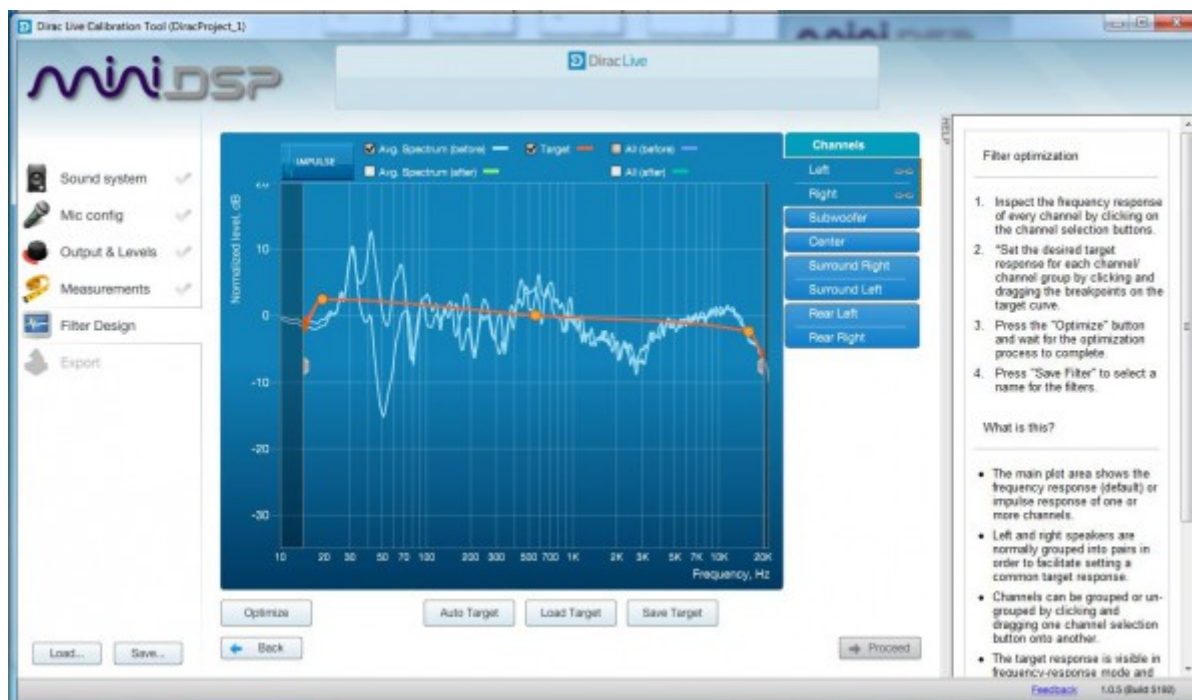 Dirac Live Calibration Tool (DiracProject_1)
mini
Dirac Live
miniDSP
Sound system
Mic config
Output & Levels
Measurements
Filter Design
Export
Load...
Save...
IMPULSE
Avg. Spectrum (before)
Target
All (before)
Avg. Spectrum (after)
All (after)
Normalized level, dB
20
10
0
-10
-20
-30
10 20 30 50 70 100 200 300 500 700 1K 2K 3K 5K 7K 10K 20K
Frequency, Hz
Channels
Left
Right
Subwoofer
Center
Surround Right
Surround Left
Rear Left
Rear Right
Optimize
Auto Target
Load Target
Save Target
Back
Proceed
HELP
Filter optimization
1. Inspect the frequency response
of every channel by clicking on
the channel selection buttons.
2. "Set the desired target
response for each channel/
channel group by clicking and
dragging the breakpoints on the
target curve.
3. Press the "Optimize" button
and wait for the optimization
process to complete.
4. Press "Save Filter" to select a
name for the filters.
What is this?
• The main plot area shows the
frequency response (default) or
impulse response of one or
more channels.
• Left and right speakers are
normally grouped into pairs in
order to facilitate setting a
common target response.
• Channels can be grouped or un-
grouped by clicking and
dragging one channel selection
button onto another.
• The target response is visible in
frequency-response mode and
Feedback
1.0.5 (Build 5192)